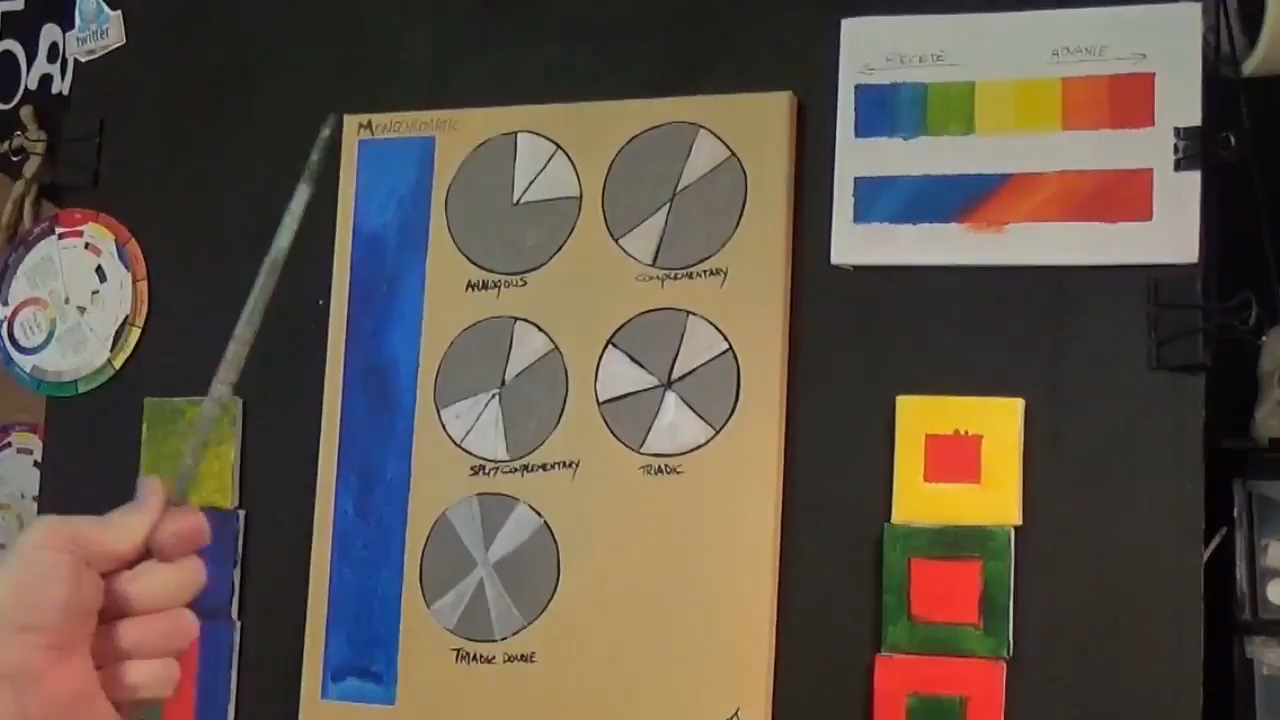 twitter
RECEDE
ADVANCE
MONOCHROMATIC
ANALOGOUS
COMPLEMENTARY
SPLIT COMPLEMENTARY
TRIADIC
TRIADIC DOUBLE